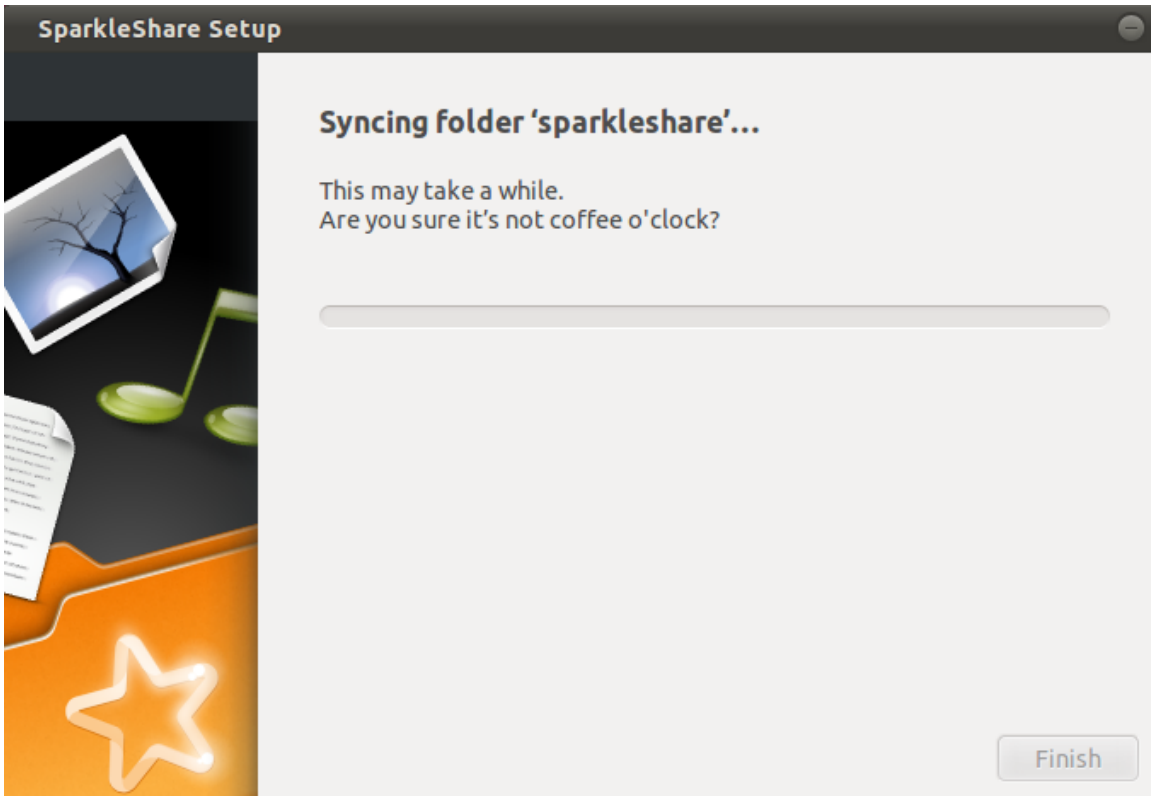 SparkleShare Setup
Syncing folder ‘sparkleshare’...
This may take a while.
Are you sure it’s not coffee o'clock?
Finish